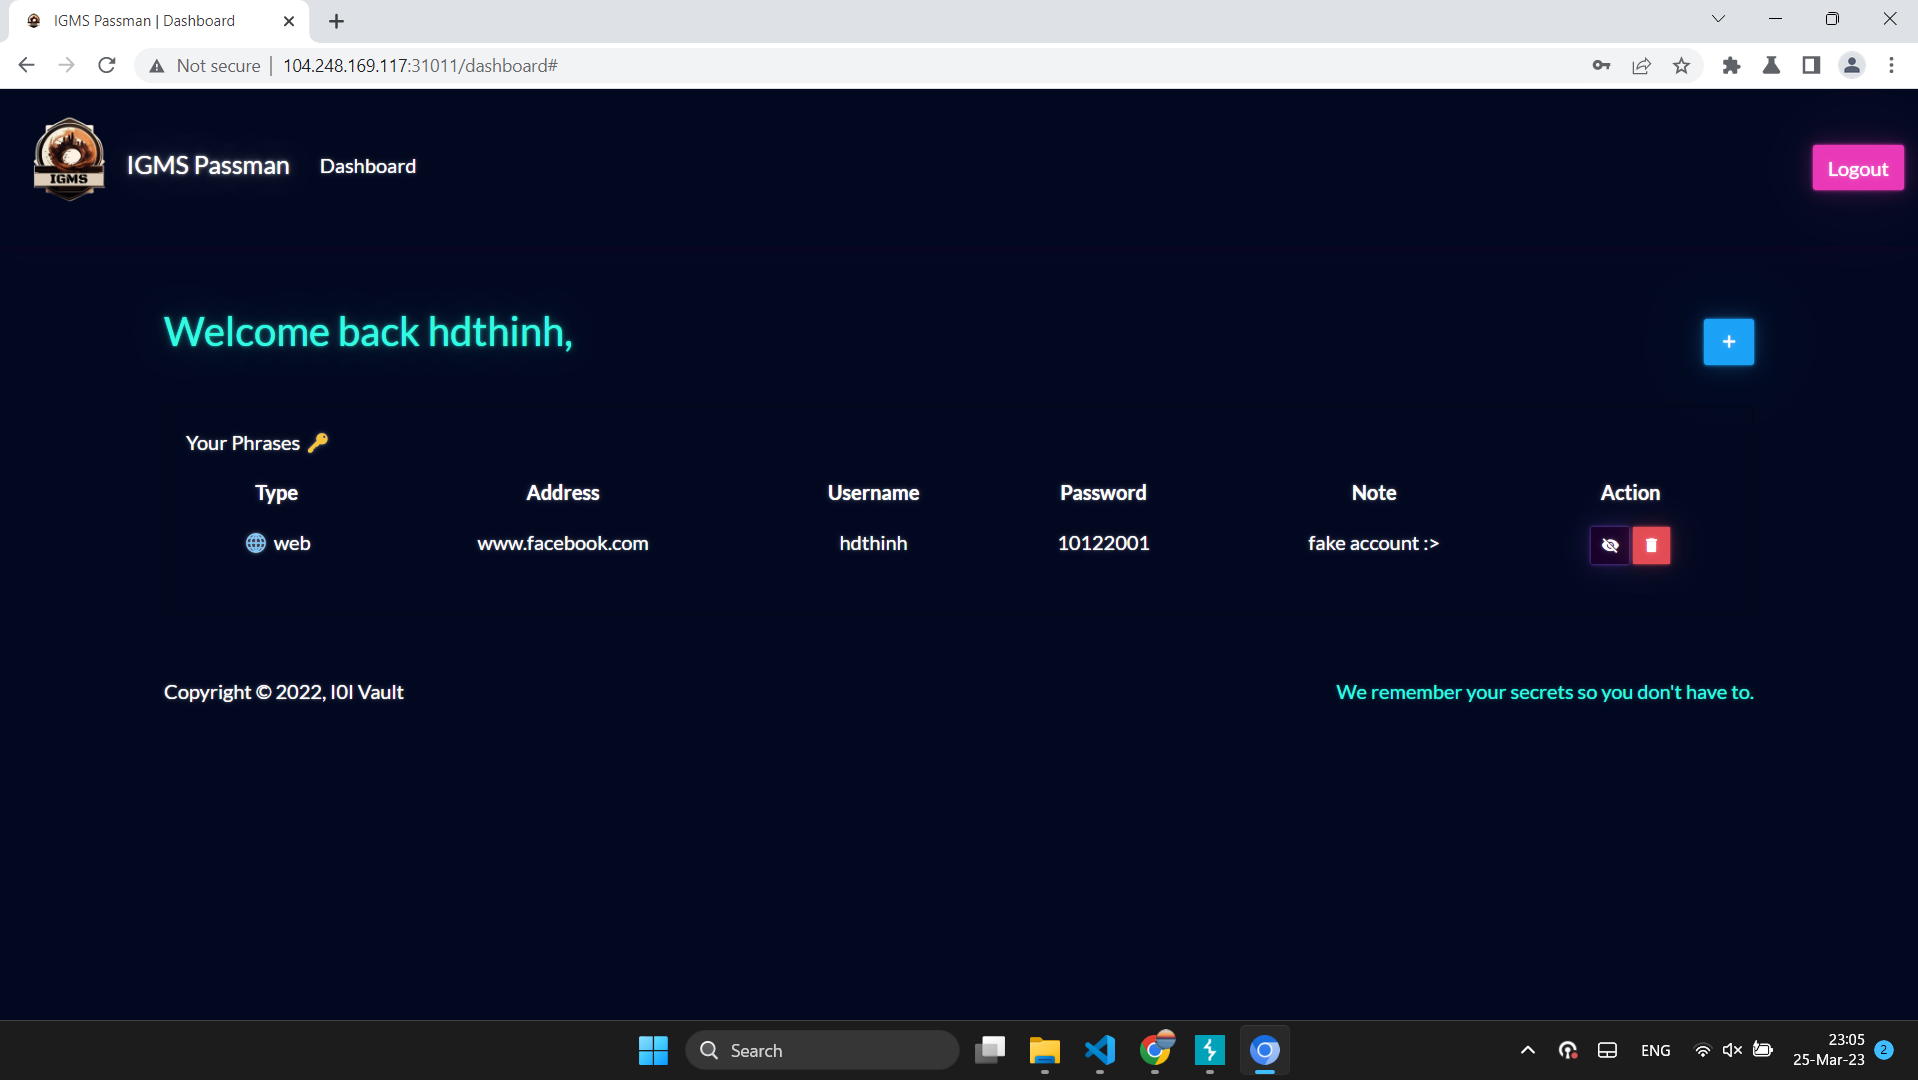 IGMS Passman | Dashboard
Not secure | 104.248.169.117:31011/dashboard#
IGMS
IGMS Passman
Dashboard
Logout
Welcome back hdthinh,
+
Your Phrases 🔑
Type Address Username Password Note Action
🌐 web www.facebook.com hdthinh 10122001 fake account :>
Copyright © 2022, I0I Vault
We remember your secrets so you don't have to.
Search
ENG
23:05
25-Mar-23
2